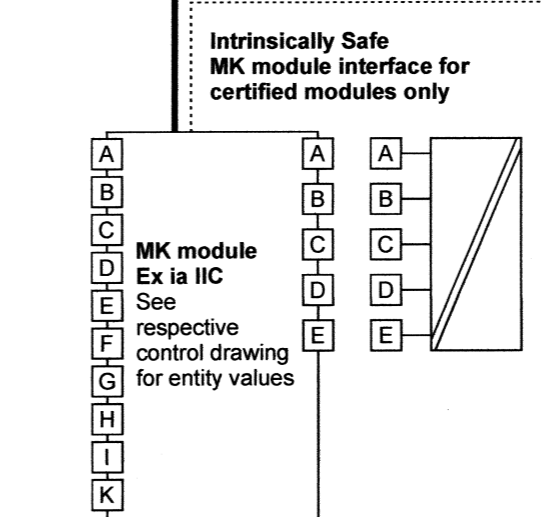 Intrinsically Safe
MK module interface for
certified modules only
A
B
C
D
E
F
G
H
I
K
MK module
Ex ia IIC
See
respective
control drawing
for entity values
A
B
C
D
E
A
B
C
D
E